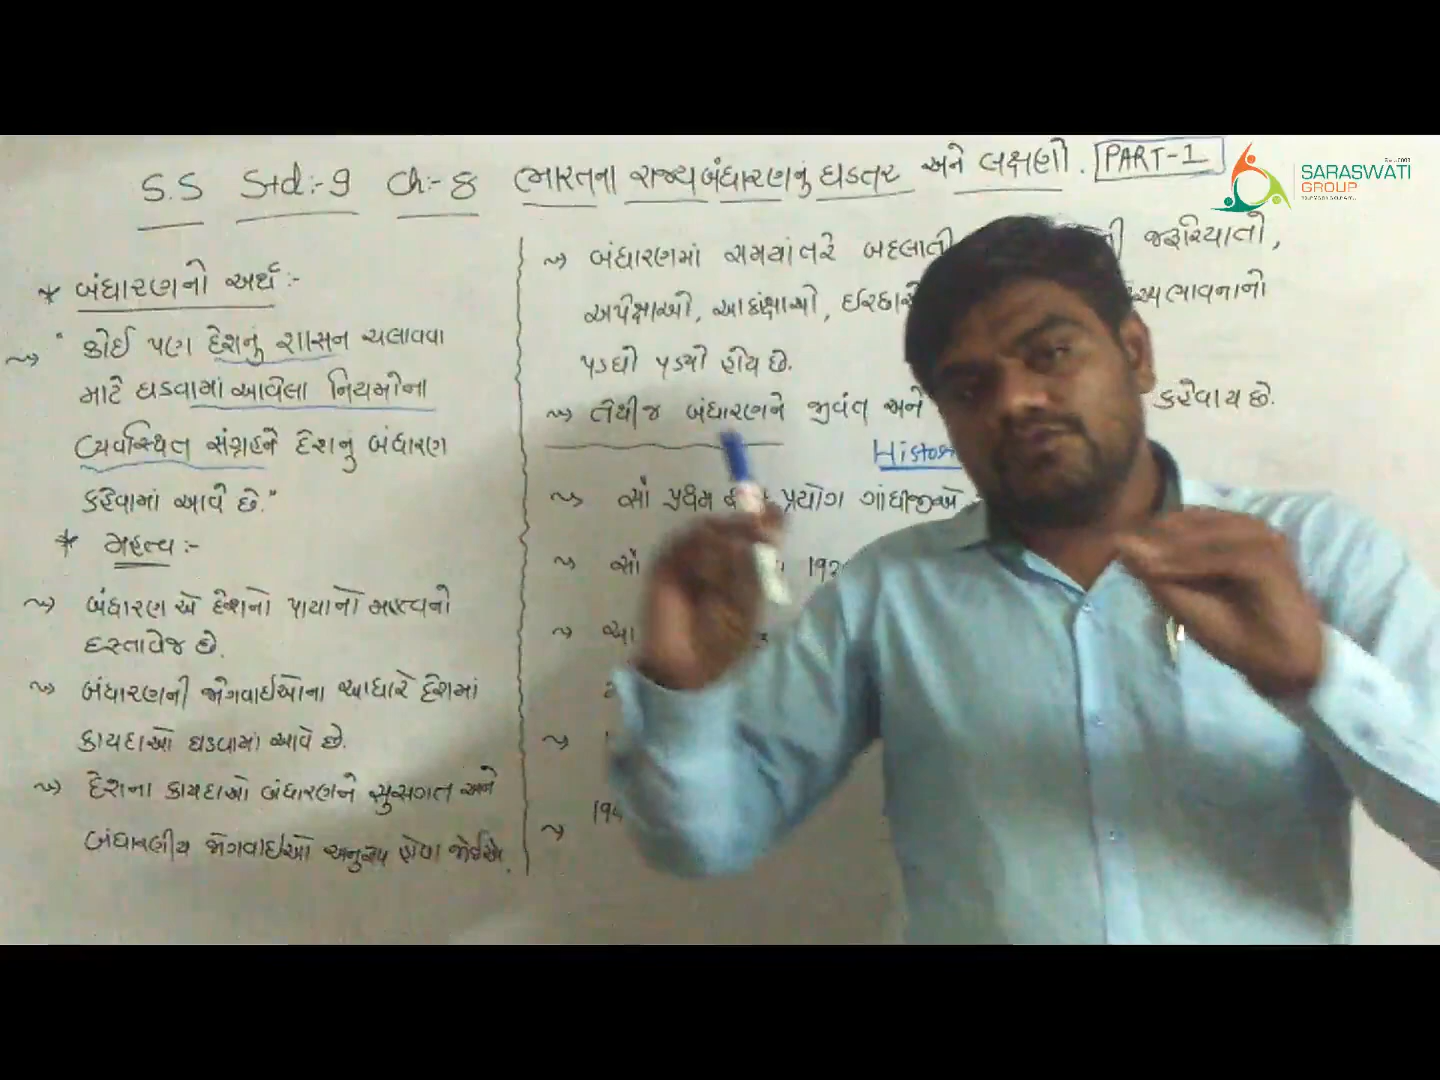 S.S Std:-9 Ch:-8 ભારતના રાજ્યબંધારણનું ઘડતર અને લક્ષણો. PART-1
SARASWATI
GROUP
* બંધારણનો અર્થ :-
" કોઈ પણ દેશનું શાસન ચલાવવા
માટે ઘડવામાં આવેલા નિયમોના
વ્યવસ્થિત સંગ્રહને દેશનું બંધારણ
કહેવામાં આવે છે."
* મહત્વ :-
બંધારણ એ દેશનો પાયાનો મહત્વનો
દસ્તાવેજ છે.
બંધારણની જોગવાઈઓના આધારે દેશમાં
કાયદાઓ ઘડવામાં આવે છે.
દેશના કાયદાઓ બંધારણને સુસંગત અને
બંધારણીય જોગવાઈઓ અનુરૂપ હોવા જોઈએ.
બંધારણમાં સમયાંતરે બદલાતી જરૂરિયાતો,
અપેક્ષાઓ, આકાંક્ષાઓ,
પડઘો પડ્યો હોય છે.
તેથી જ બંધારણને જીવંત અને કહેવાય છે.
સૌ પ્રથમ પ્રયોગ ગાંધીજીએ
સૌ
આ